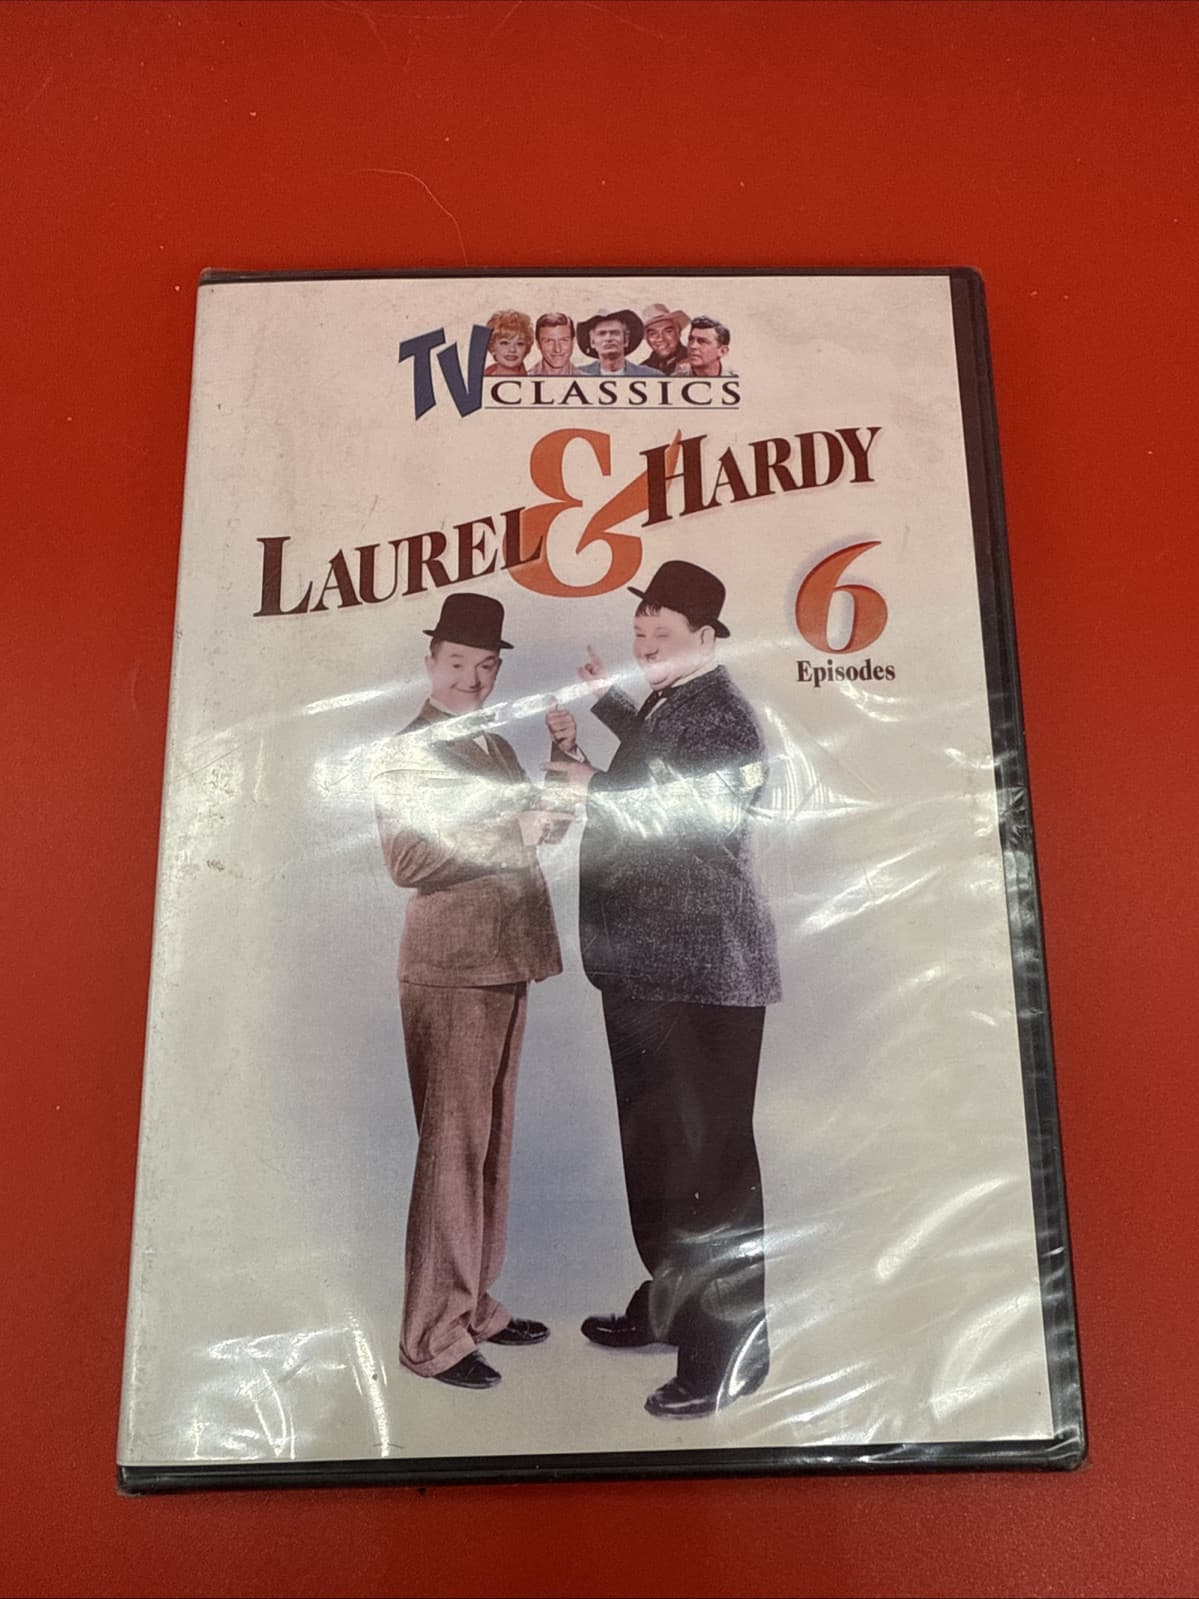 TV CLASSICS
LAUREL & HARDY
6
Episodes